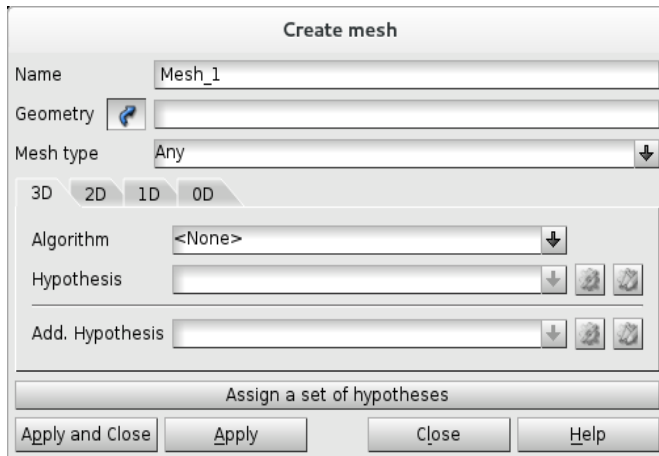 Create mesh
Name Mesh_1
Geometry
Mesh type Any
3D 2D 1D 0D
Algorithm <None>
Hypothesis
Add. Hypothesis
Assign a set of hypotheses
Apply and Close Apply Close Help